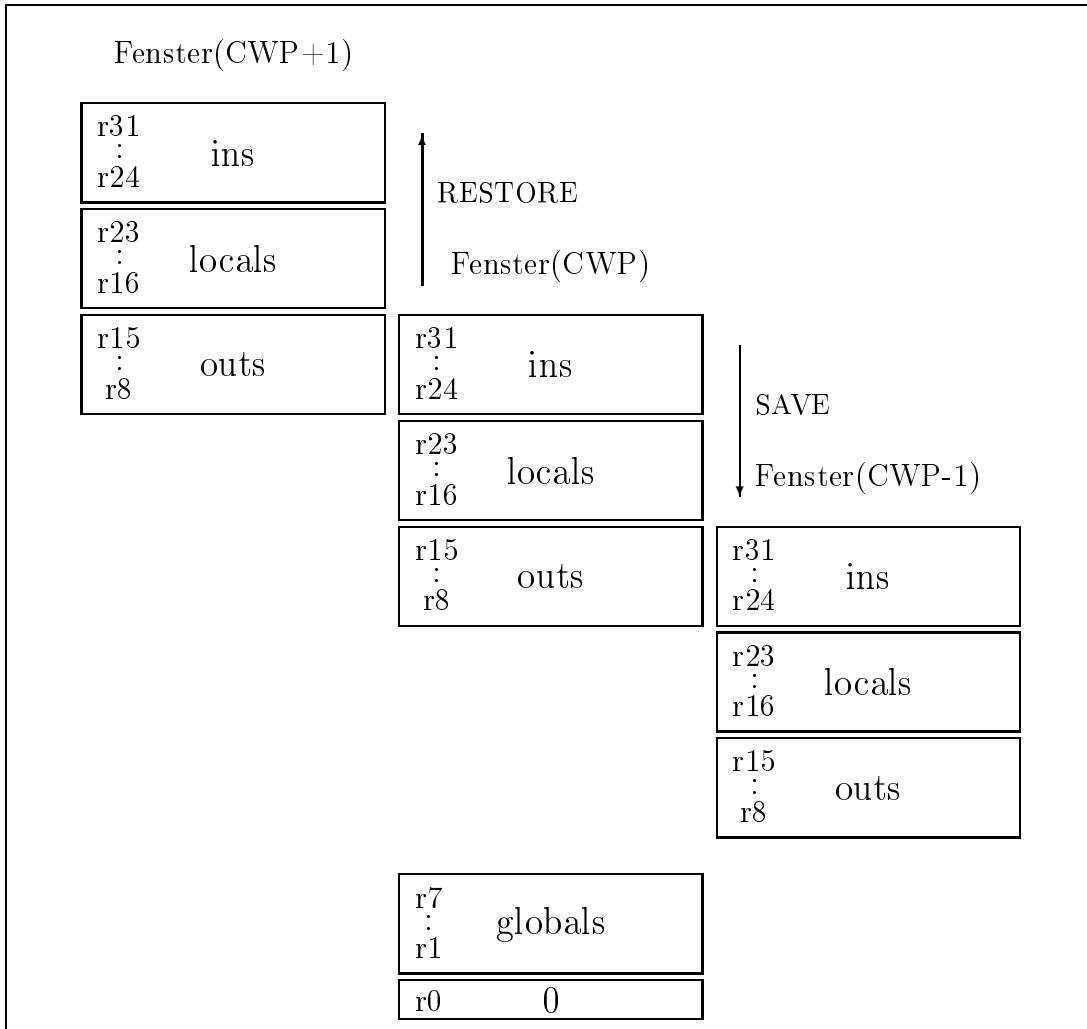 Fenster(CWP+1)
r31
:
r24
ins
RESTORE
r23
:
r16
locals
Fenster(CWP)
r15
:
r8
outs
r31
:
r24
ins
SAVE
r23
:
r16
locals
Fenster(CWP-1)
r15
:
r8
outs
r31
:
r24
ins
r23
:
r16
locals
r15
:
r8
outs
r7
:
r1
globals
r0 0